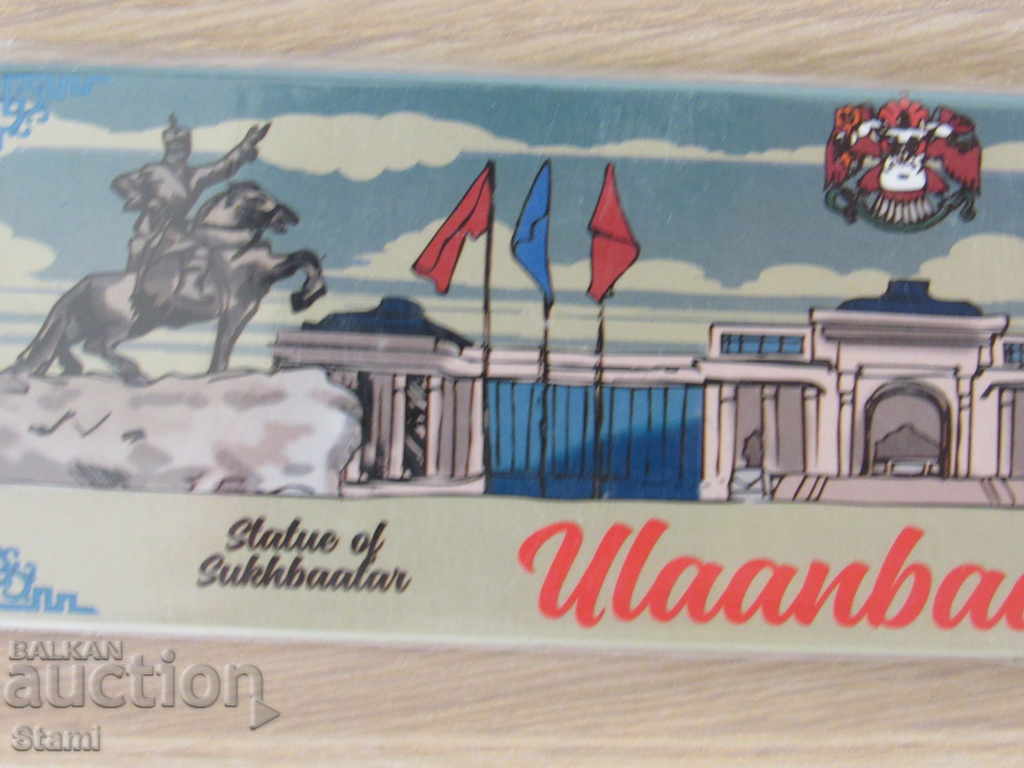 Statue of
Sukhbaatar
Ulaanbaa
BALKAN
auction
Stami